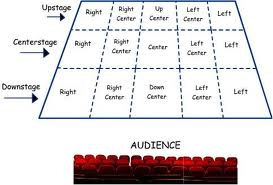 Upstage
Right
Right
Center
Up
Center
Left
Center
Left
Centerstage
Right
Right
Center
Center
Left
Center
Left
Downstage
Right
Right
Center
Down
Center
Left
Center
Left
AUDIENCE